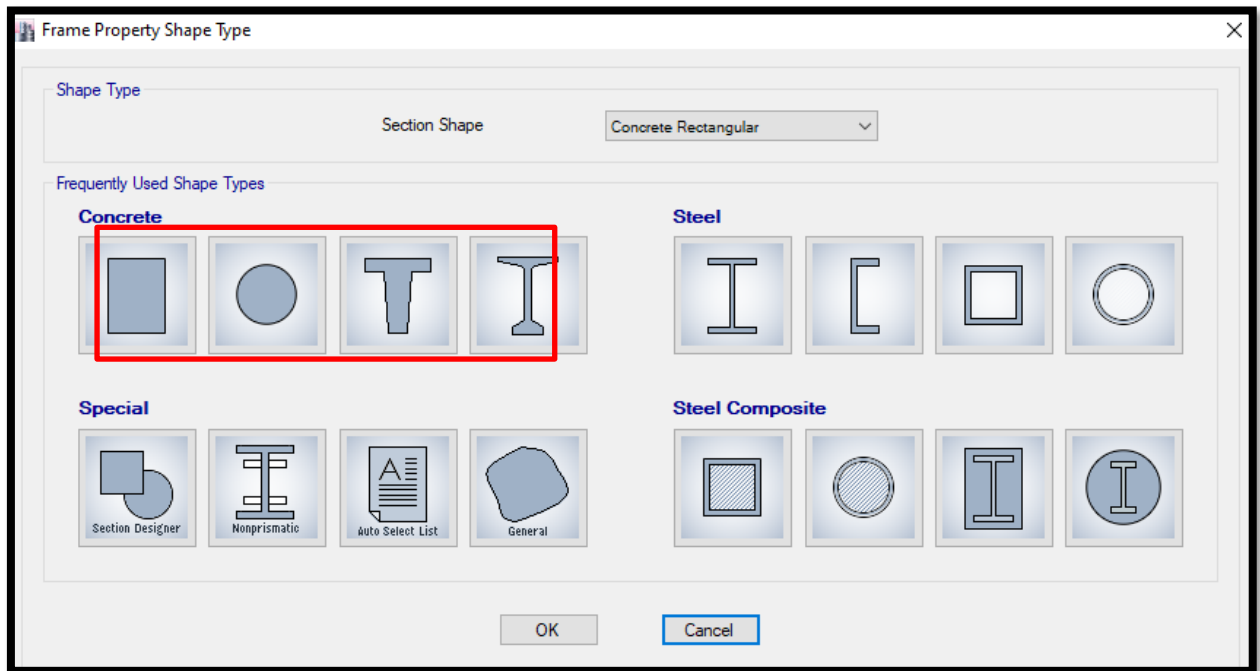 Frame Property Shape Type
Shape Type
Section Shape
Concrete Rectangular
Frequently Used Shape Types
Concrete
Steel
Special
Section Designer
Nonprismatic
A
Auto Select List
General
Steel Composite
OK
Cancel